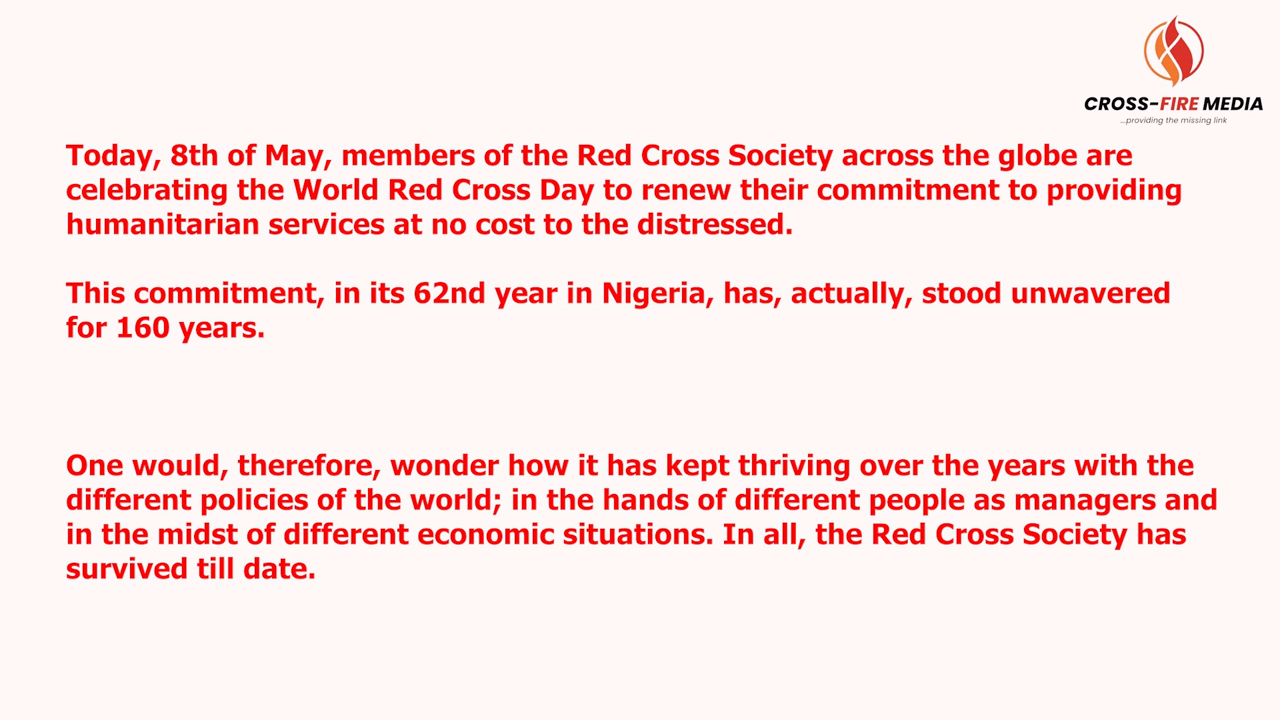 CROSS-FIRE MEDIA
...providing the missing link
Today, 8th of May, members of the Red Cross Society across the globe are
celebrating the World Red Cross Day to renew their commitment to providing
humanitarian services at no cost to the distressed.
This commitment, in its 62nd year in Nigeria, has, actually, stood unwavered
for 160 years.
One would, therefore, wonder how it has kept thriving over the years with the
different policies of the world; in the hands of different people as managers and
in the midst of different economic situations. In all, the Red Cross Society has
survived till date.